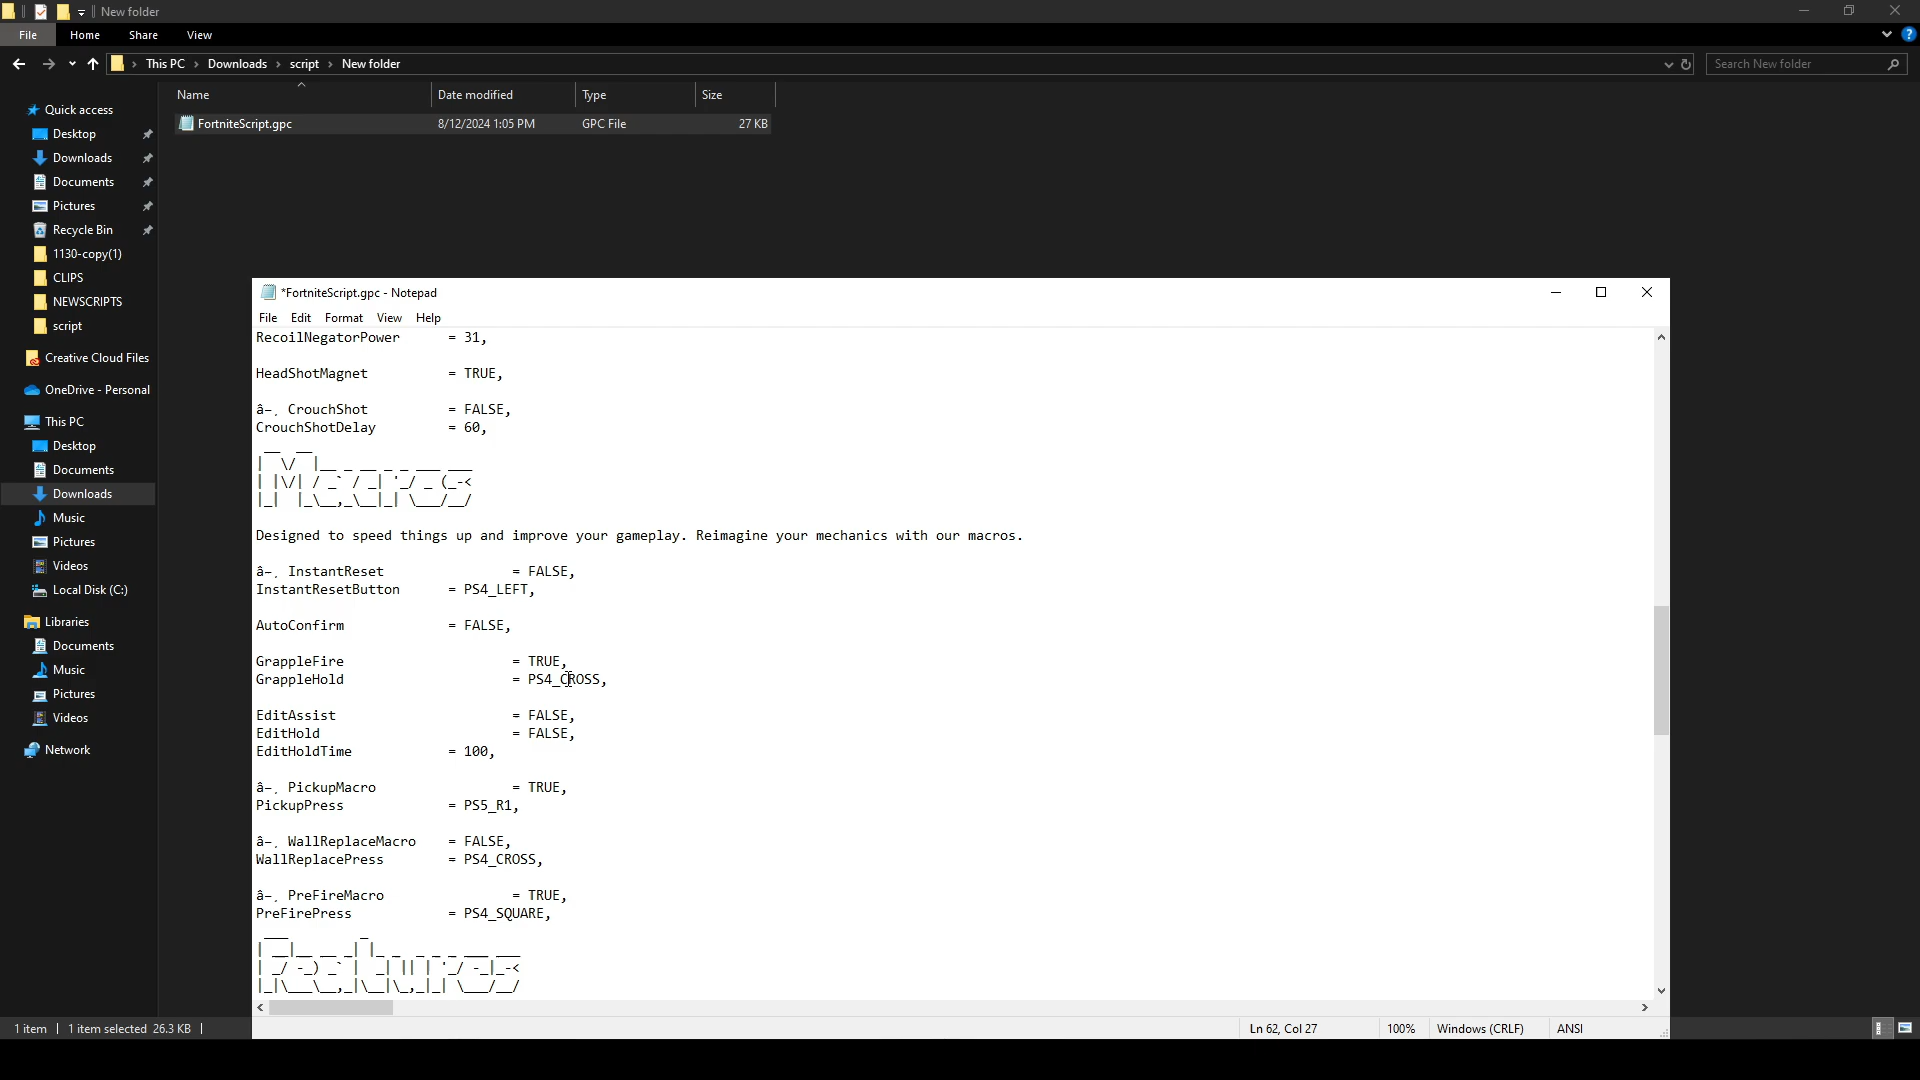 New folder
File Home Share View
This PC > Downloads > script > New folder
Search New folder
Name Date modified Type Size
FortniteScript.gpc 8/12/2024 1:05 PM GPC File 27 KB
Quick access
Desktop
Downloads
Documents
Pictures
Recycle Bin
1130-copy(1)
CLIPS
NEWSCRIPTS
script
Creative Cloud Files
OneDrive - Personal
This PC
Desktop
Documents
Downloads
Music
Pictures
Videos
Local Disk (C:)
Libraries
Documents
Music
Pictures
Videos
Network
*FortniteScript.gpc - Notepad
File Edit Format View Help
RecoilNegatorPower = 31,
HeadShotMagnet = TRUE,
â–¸ CrouchShot = FALSE,
CrouchShotDelay = 60,
Macros
Designed to speed things up and improve your gameplay. Reimagine your mechanics with our macros.
â–¸ InstantReset = FALSE,
InstantResetButton = PS4_LEFT,
AutoConfirm = FALSE,
GrappleFire = TRUE,
GrappleHold = PS4_CROSS,
EditAssist = FALSE,
EditHold = FALSE,
EditHoldTime = 100,
â–¸ PickupMacro = TRUE,
PickupPress = PS5_R1,
â–¸ WallReplaceMacro = FALSE,
WallReplacePress = PS4_CROSS,
â–¸ PreFireMacro = TRUE,
PreFirePress = PS4_SQUARE,
Features
Ln 62, Col 27 100% Windows (CRLF) ANSI
1 item 1 item selected 26.3 KB